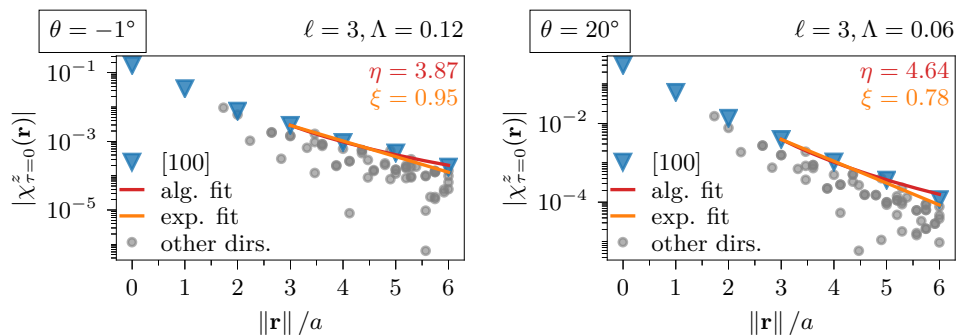 θ = −1°
ℓ = 3, Λ = 0.12
η = 3.87
ξ = 0.95
|χ^z_{τ=0}(r)|
10^{−1}
10^{−3}
10^{−5}
[100]
alg. fit
exp. fit
other dirs.
0 1 2 3 4 5 6
∥r∥ /a
θ = 20°
ℓ = 3, Λ = 0.06
η = 4.64
ξ = 0.78
|χ^z_{τ=0}(r)|
10^{−2}
10^{−4}
[100]
alg. fit
exp. fit
other dirs.
0 1 2 3 4 5 6
∥r∥ /a